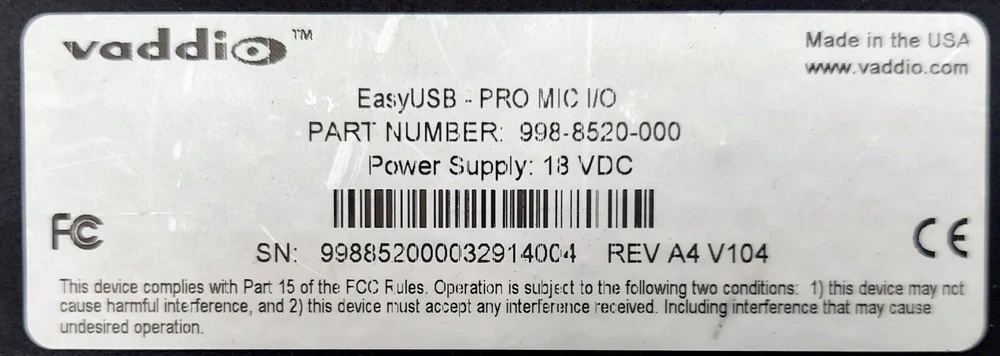 vaddio™
Made in the USA
www.vaddio.com
EasyUSB - PRO MIC I/O
PART NUMBER: 998-8520-000
Power Supply: 18 VDC
FC
CE
SN: 998852000032914004 REV A4 V104
This device complies with Part 15 of the FCC Rules. Operation is subject to the following two conditions: 1) this device may not
cause harmful interference, and 2) this device must accept any interference received. Including interference that may cause
undesired operation.